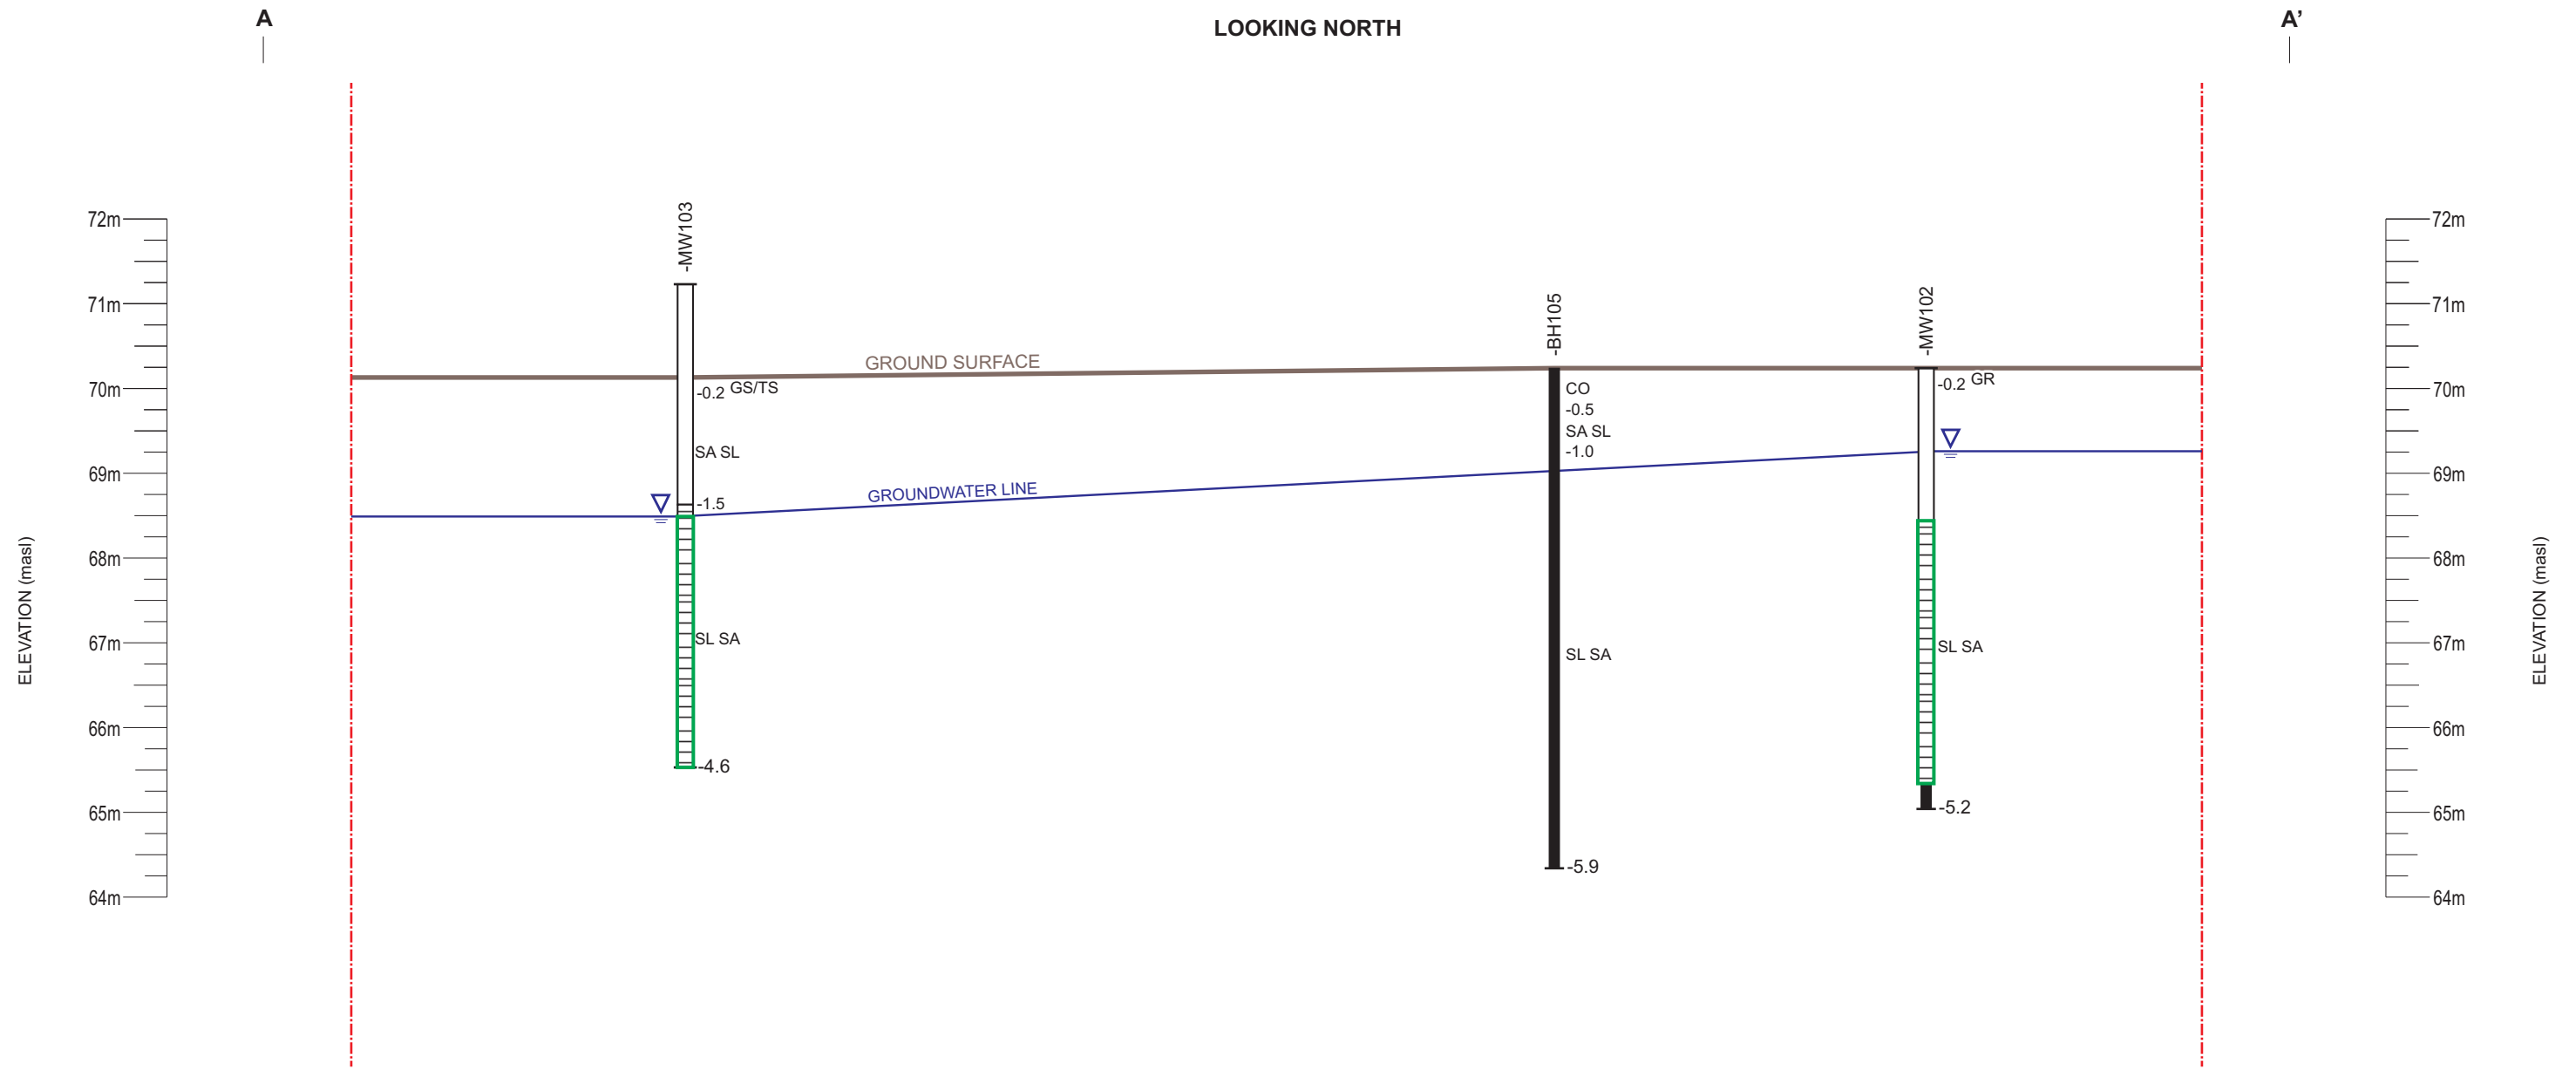 A
LOOKING NORTH
A’
72m
71m
70m
69m
68m
67m
66m
65m
64m
ELEVATION (masl)
-MW103
GROUND SURFACE
-0.2 GS/TS
SA SL
-1.5
GROUNDWATER LINE
SL SA
-4.6
-BH105
CO
-0.5
SA SL
-1.0
SL SA
-5.9
-MW102
-0.2 GR
SL SA
-5.2
72m
71m
70m
69m
68m
67m
66m
65m
64m
ELEVATION (masl)